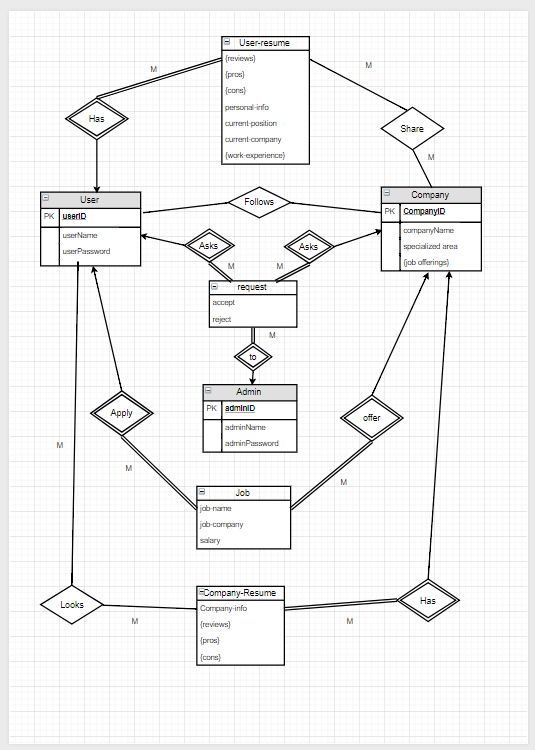 User-resume
{reviews}
{pros}
{cons}
personal-info
current-position
current-company
{work-experience}
M
M
Has
Share
M
User
PK userID
userName
userPassword
Follows
Company
PK CompanyID
companyName
specialized area
{job offerings}
Asks
Asks
M
M
request
accept
reject
M
to
Admin
PK adminID
adminName
adminPassword
Apply
offer
M
M
M
Job
job-name
job-company
salary
Looks
Company-Resume
Company-info
{reviews}
{pros}
{cons}
Has
M
M